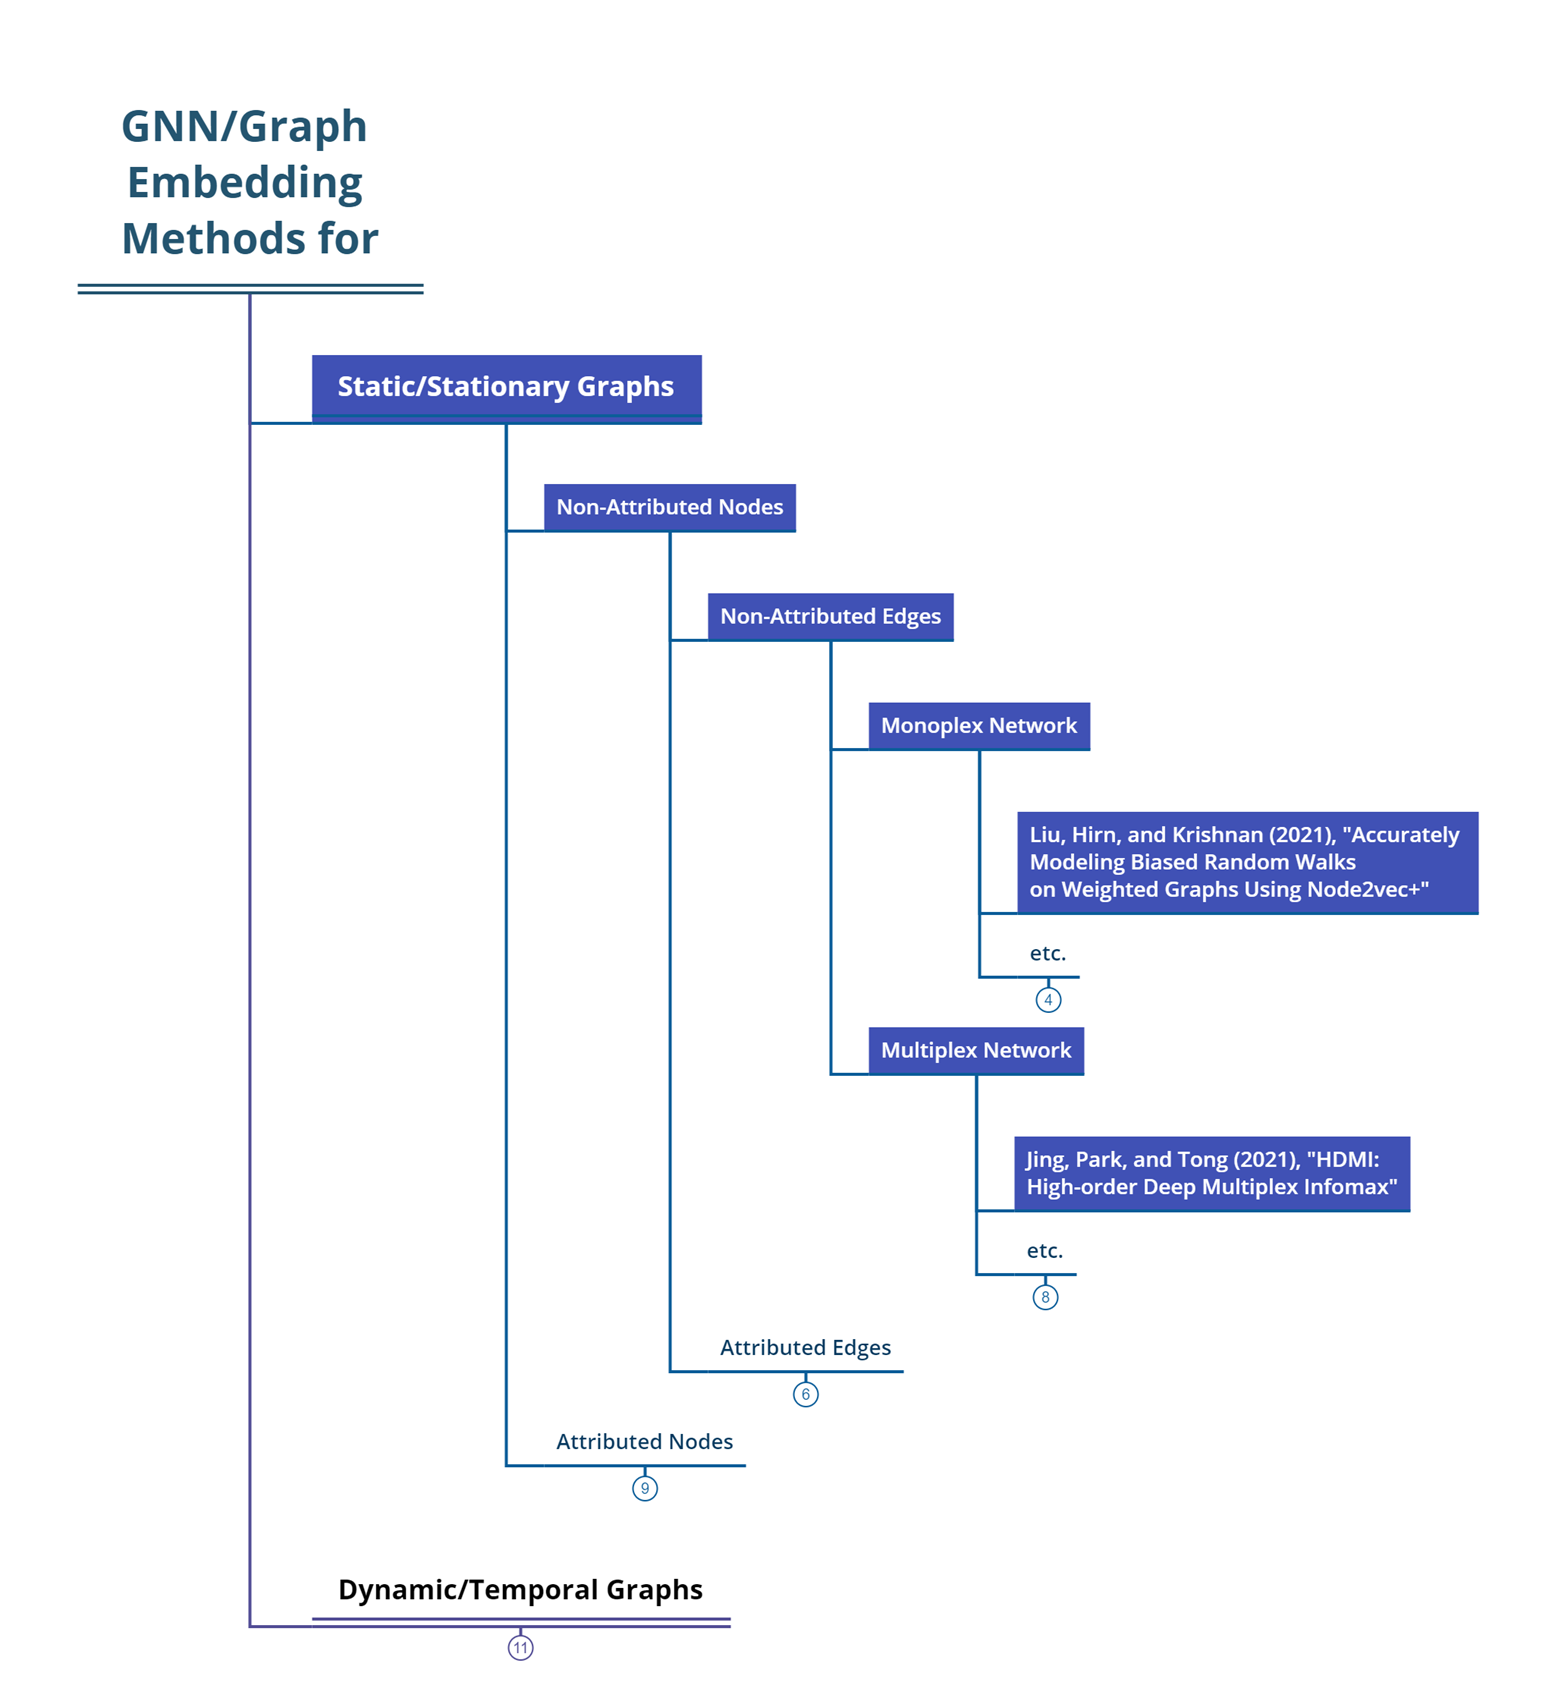 GNN/Graph
Embedding
Methods for
Static/Stationary Graphs
Non-Attributed Nodes
Non-Attributed Edges
Monoplex Network
Liu, Hirn, and Krishnan (2021), "Accurately
Modeling Biased Random Walks
on Weighted Graphs Using Node2vec+"
etc.
4
Multiplex Network
Jing, Park, and Tong (2021), "HDMI:
High-order Deep Multiplex Infomax"
etc.
8
Attributed Edges
6
Attributed Nodes
9
Dynamic/Temporal Graphs
11